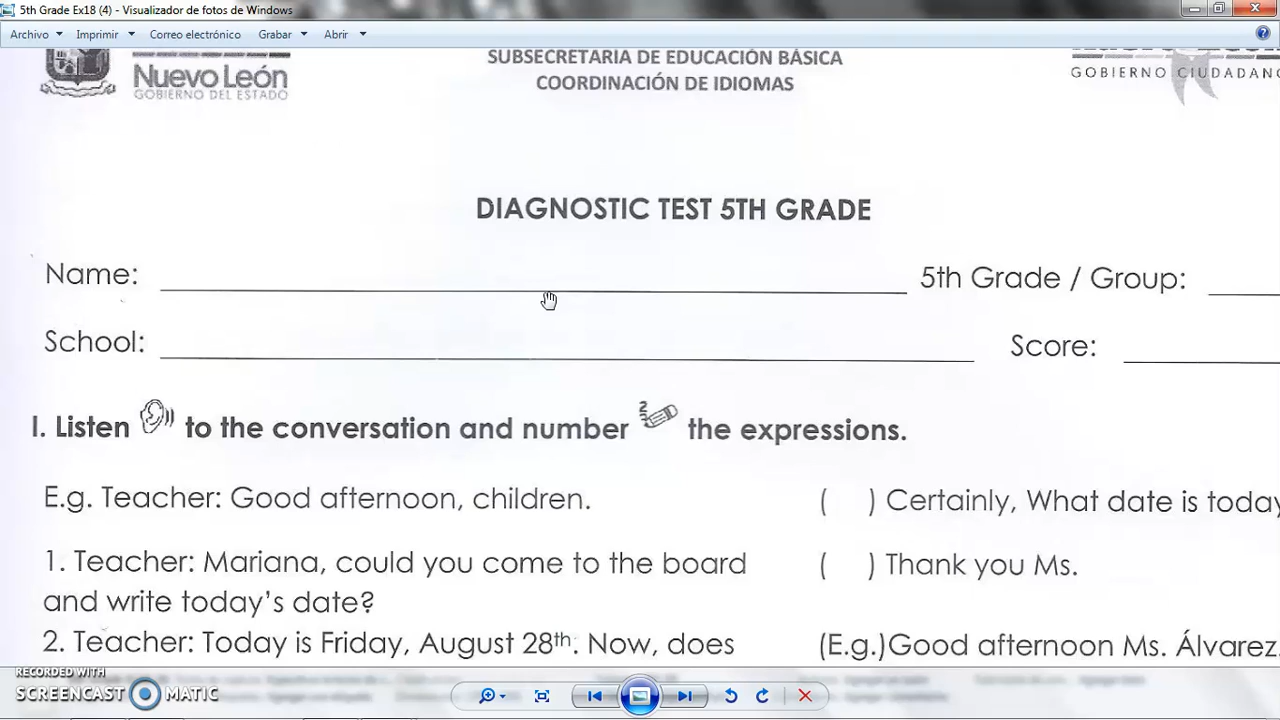 5th Grade Ex18 (4) - Visualizador de fotos de Windows
Archivo Imprimir Correo electrónico Grabar Abrir
SUBSECRETARIA DE EDUCACIÓN BÁSICA
Nuevo León
GOBIERNO DEL ESTADO
COORDINACIÓN DE IDIOMAS
GOBIERNO CIUDADANO
DIAGNOSTIC TEST 5TH GRADE
Name: 5th Grade / Group:
School: Score:
I. Listen to the conversation and number the expressions.
E.g. Teacher: Good afternoon, children. ( ) Certainly, What date is today
1. Teacher: Mariana, could you come to the board ( ) Thank you Ms.
and write today's date?
2. Teacher: Today is Friday, August 28th. Now, does (E.g.)Good afternoon Ms. Álvarez.
RECORDED WITH
SCREENCAST MATIC